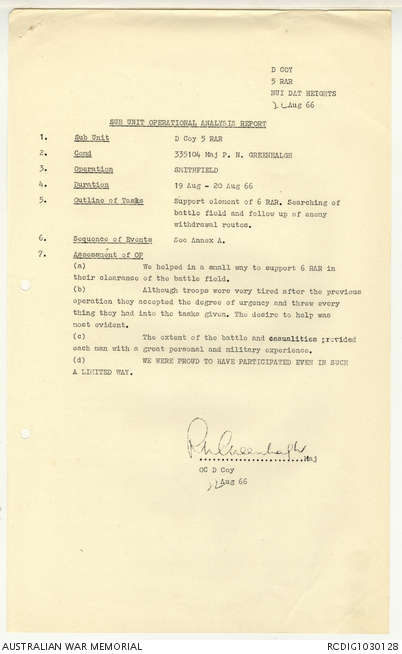 D COY
5 RAR
NUI DAT HEIGHTS
Aug 66
SUB UNIT OPERATIONAL ANALYSIS REPORT
1. Sub Unit D Coy 5 RAR
2. Comd 335104 Maj P. N. GREENHALGH
3. Operation SMITHFIELD
4. Duration 19 Aug - 20 Aug 66
5. Outline of Tasks Support element of 6 RAR. Searching of
battle field and follow up of enemy
withdrawal routes.
6. Sequence of Events See Annex A.
7 Assessment of OP
(a) We helped in a small way to support 6 RAR in
their clearance of the battle field.
(b) Although troops were very tired after the previous
operation they accepted the degree of urgency and threw every
thing they had into the tasks given. The desire to help was
most evident.
(c) The extent of the battle and casualities provided
each man with a great personal and military experience.
(d) WE WERE PROUD TO HAVE PARTICIPATED EVEN IN SUCH
A LIMITED WAY.
PN Greenhalgh
Maj
OC D Coy
Aug 66
AUSTRALIAN WAR MEMORIAL RCDIG1030128